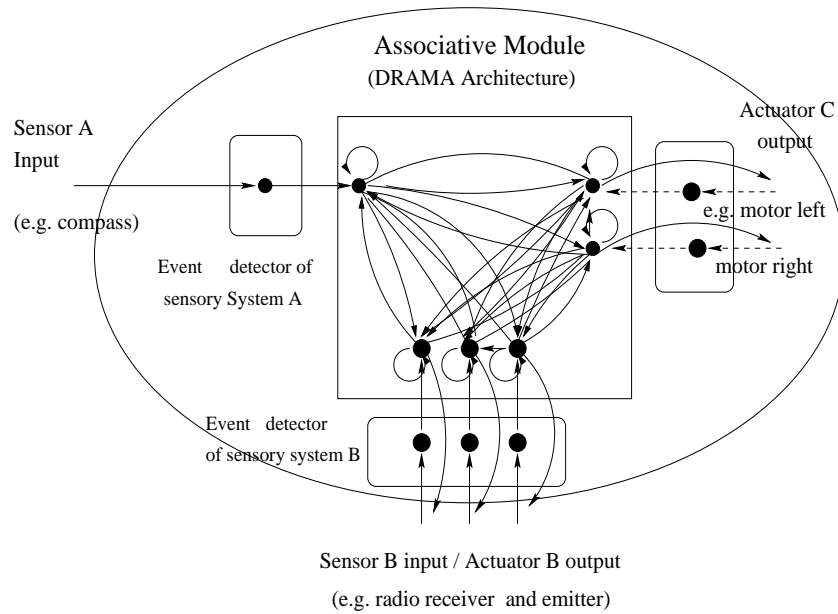 Associative Module
(DRAMA Architecture)
Sensor A
Input
(e.g. compass)
Actuator C
output
e.g. motor left
motor right
Event detector of
sensory System A
Event detector
of sensory system B
Sensor B input / Actuator B output
(e.g. radio receiver and emitter)